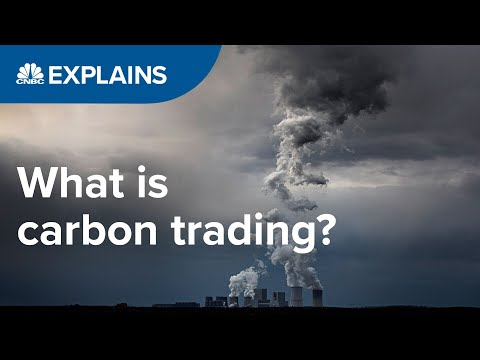 CNBC EXPLAINS
What is
carbon trading?